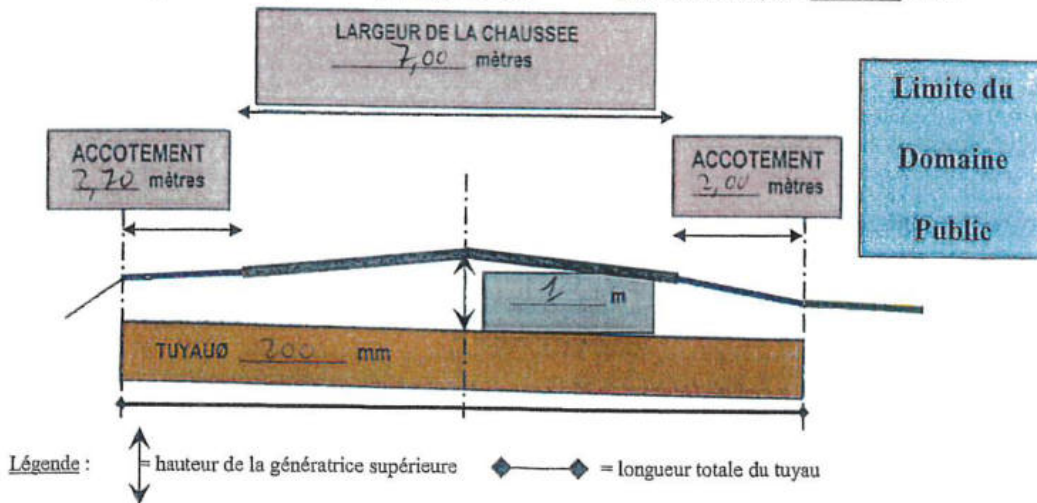 LARGEUR DE LA CHAUSSEE
7,00 mètres
Limite du
Domaine
Public
ACCOTEMENT
2,70 mètres
ACCOTEMENT
2,00 mètres
1 m
TUYAUØ 200 mm
Légende : = hauteur de la génératrice supérieure = longueur totale du tuyau